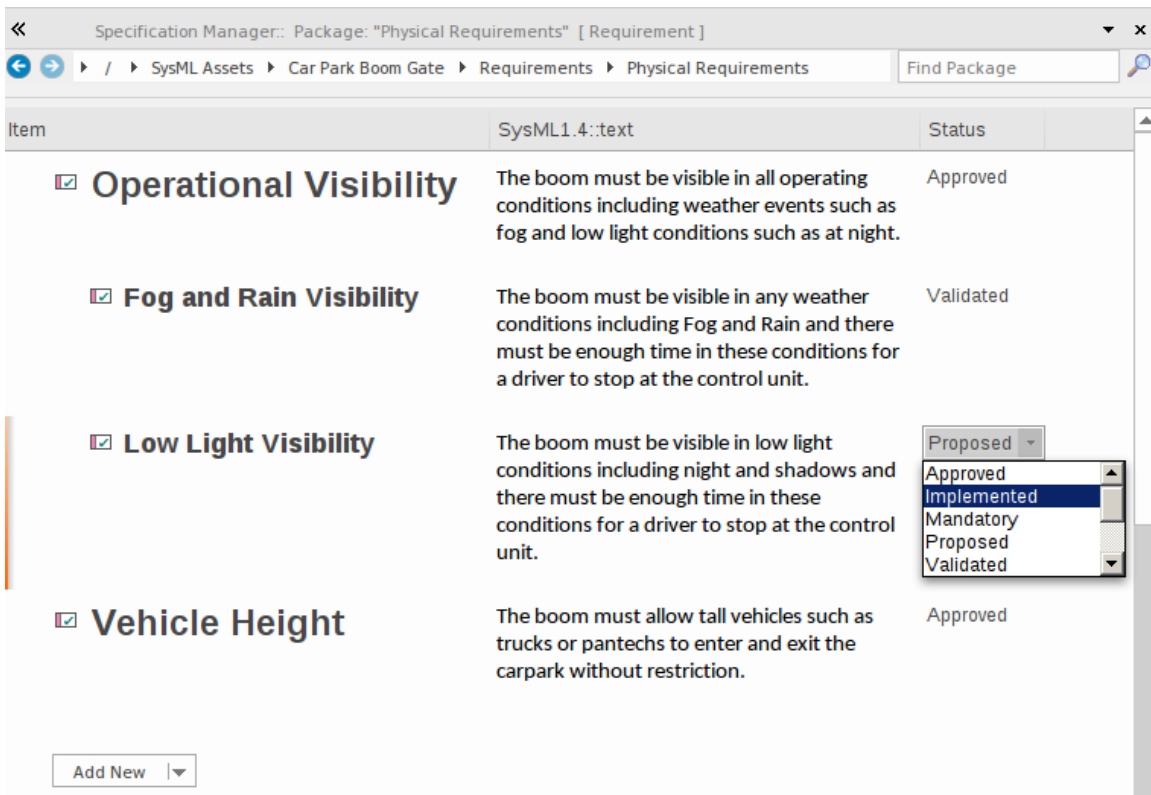 Specification Manager:: Package: "Physical Requirements" [ Requirement ]
/ SysML Assets Car Park Boom Gate Requirements Physical Requirements Find Package
Item SysML1.4::text Status
Operational Visibility
The boom must be visible in all operating
conditions including weather events such as
fog and low light conditions such as at night.
Approved
Fog and Rain Visibility
The boom must be visible in any weather
conditions including Fog and Rain and there
must be enough time in these conditions for
a driver to stop at the control unit.
Validated
Low Light Visibility
The boom must be visible in low light
conditions including night and shadows and
there must be enough time in these
conditions for a driver to stop at the control
unit.
Proposed
Approved
Implemented
Mandatory
Proposed
Validated
Vehicle Height
The boom must allow tall vehicles such as
trucks or pantechs to enter and exit the
carpark without restriction.
Approved
Add New